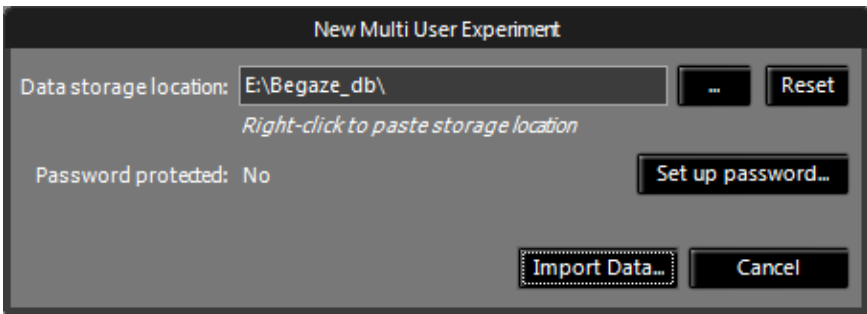 New Multi User Experiment
Data storage location: E:\Begaze_db\ ... Reset
Right-click to paste storage location
Password protected: No Set up password...
Import Data... Cancel